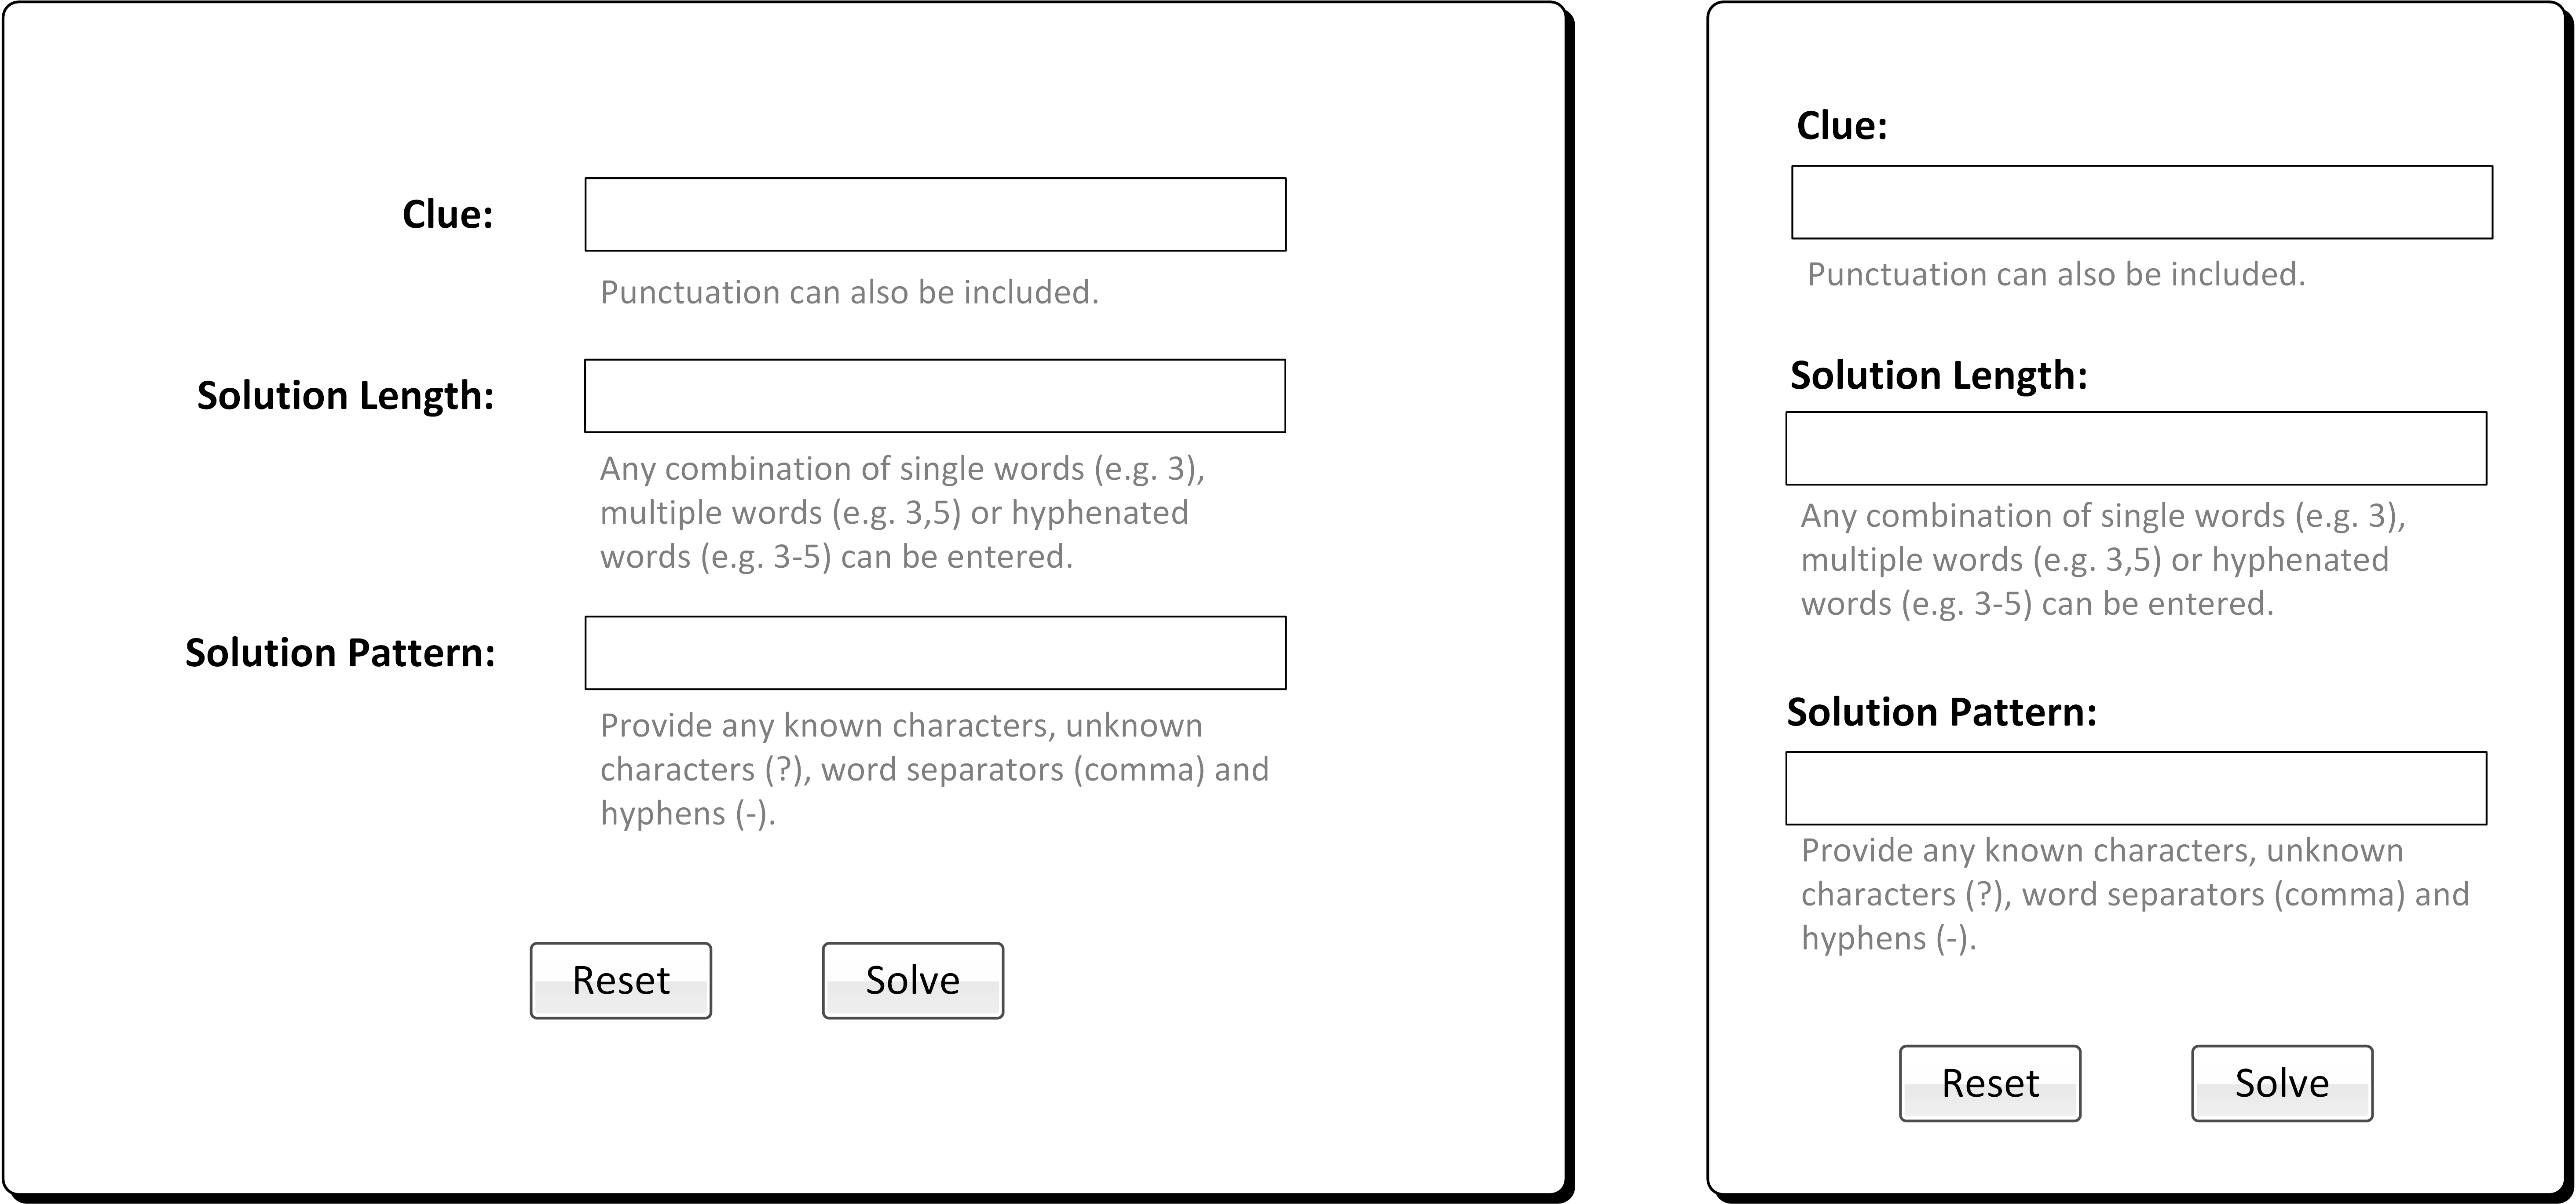 Clue:
Punctuation can also be included.
Solution Length:
Any combination of single words (e.g. 3),
multiple words (e.g. 3,5) or hyphenated
words (e.g. 3-5) can be entered.
Solution Pattern:
Provide any known characters, unknown
characters (?), word separators (comma) and
hyphens (-).
Reset
Solve
Clue:
Punctuation can also be included.
Solution Length:
Any combination of single words (e.g. 3),
multiple words (e.g. 3,5) or hyphenated
words (e.g. 3-5) can be entered.
Solution Pattern:
Provide any known characters, unknown
characters (?), word separators (comma) and
hyphens (-).
Reset
Solve